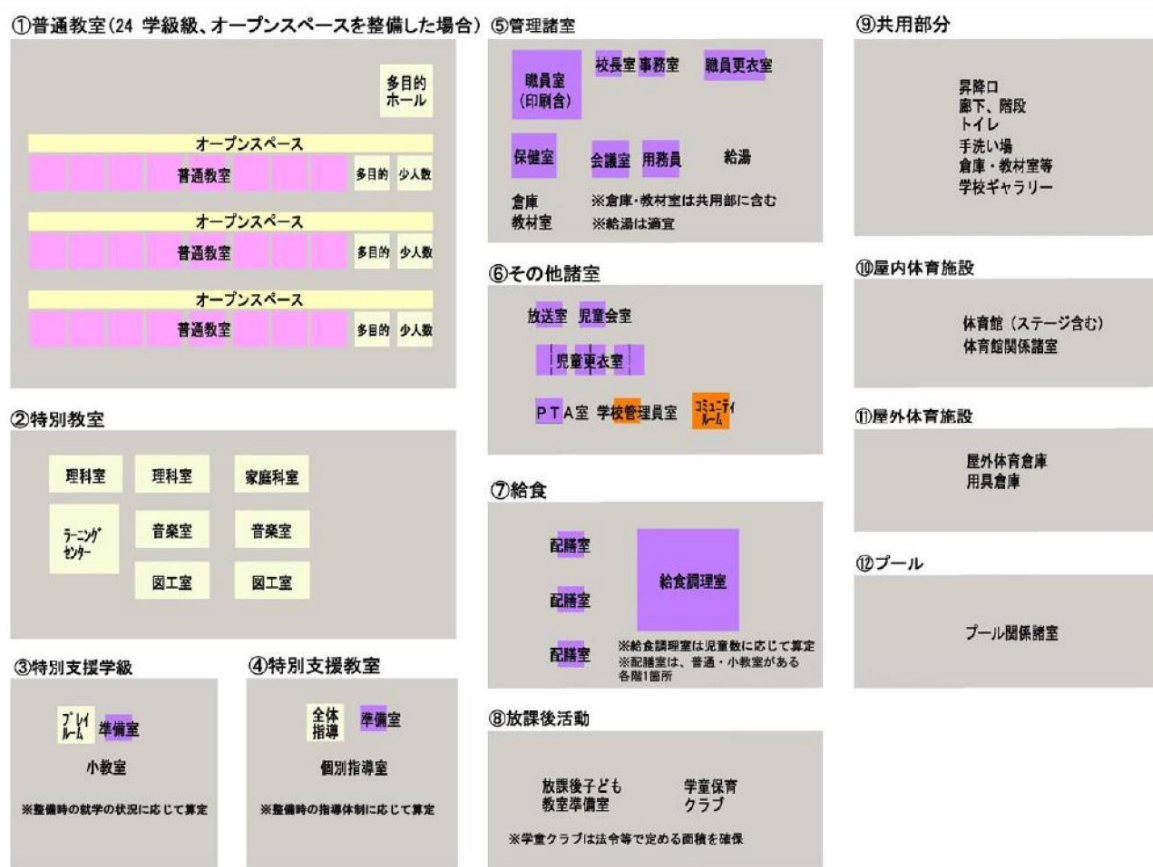 ①普通教室(24 学級級、オープンスペースを整備した場合)
多目的
ホール
オープンスペース
普通教室
多目的
少人数
オープンスペース
普通教室
多目的
少人数
オープンスペース
普通教室
多目的
少人数
②特別教室
理科室
理科室
家庭科室
ラーニング
センター
音楽室
音楽室
図工室
図工室
③特別支援学級
プレイ
ルーム
準備室
小教室
※整備時の就学の状況に応じて算定
④特別支援教室
全体
指導
準備室
個別指導室
※整備時の指導体制に応じて算定
⑤管理諸室
職員室
(印刷含)
校長室
事務室
職員更衣室
保健室
会議室
用務員
給湯
倉庫
教材室
※倉庫・教材室は共用部に含む
※給湯は適宜
⑥その他諸室
放送室
児童会室
児童更衣室
PTA室
学校管理員室
コミュニティ
ルーム
⑦給食
配膳室
配膳室
配膳室
給食調理室
※給食調理室は児童数に応じて算定
※配膳室は、普通・小教室がある
各階1箇所
⑧放課後活動
放課後子ども
教室準備室
学童保育
クラブ
※学童クラブは法令等で定める面積を確保
⑨共用部分
昇降口
廊下、階段
トイレ
手洗い場
倉庫・教材室等
学校ギャラリー
⑩屋内体育施設
体育館（ステージ含む）
体育館関係諸室
⑪屋外体育施設
屋外体育倉庫
用具倉庫
⑫プール
プール関係諸室